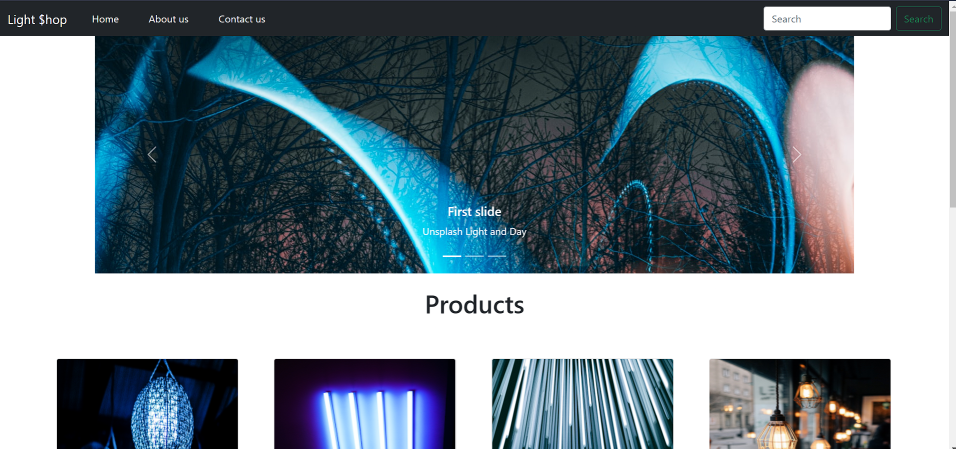 Light $hop Home About us Contact us Search Search
First slide
Unsplash Light and Day
Products